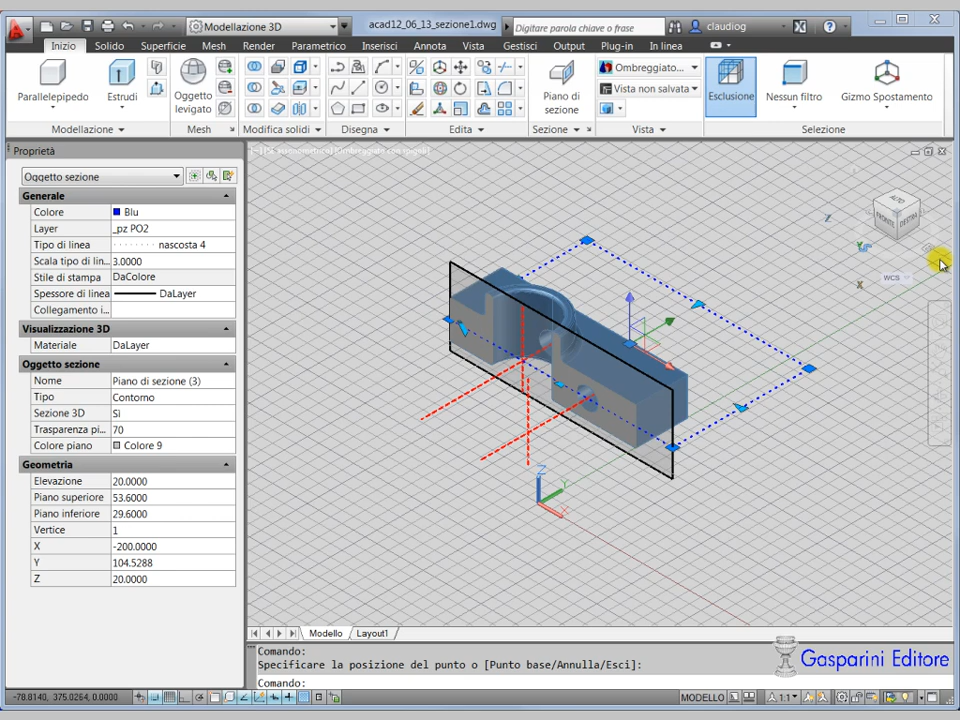 Modellazione 3D
acad12_06_13_sezione1.dwg
Digitare parola chiave o frase
claudiog
Inizio
Solido
Superficie
Mesh
Render
Parametrico
Inserisci
Annota
Vista
Gestisci
Output
Plug-in
In linea
Parallelepipedo
Estrudi
Oggetto
levigato
Piano di
sezione
Ombreggiato...
Vista non salvata
Esclusione
Nessun filtro
Gizmo Spostamento
Modellazione
Mesh
Modifica solidi
Disegna
Edita
Sezione
Vista
Selezione
Proprietà
Oggetto sezione
Generale
Colore Blu
Layer _pz PO2
Tipo di linea nascosta 4
Scala tipo di lin... 3.0000
Stile di stampa DaColore
Spessore di linea DaLayer
Collegamento i...
Visualizzazione 3D
Materiale DaLayer
Oggetto sezione
Nome Piano di sezione (3)
Tipo Contorno
Sezione 3D Sì
Trasparenza pi... 70
Colore piano Colore 9
Geometria
Elevazione 20.0000
Piano superiore 53.6000
Piano inferiore 29.6000
Vertice 1
X -200.0000
Y 104.5288
Z 20.0000
ALTO
FRONTE
DESTRA
Z
Y
X
WCS
Z
Y
X
Modello
Layout1
Comando:
Specificare la posizione del punto o [Punto base/Annulla/Esci]:
Comando:
Gasparini Editore
-78.8140, 375.0264, 0.0000
MODELLO
1:1